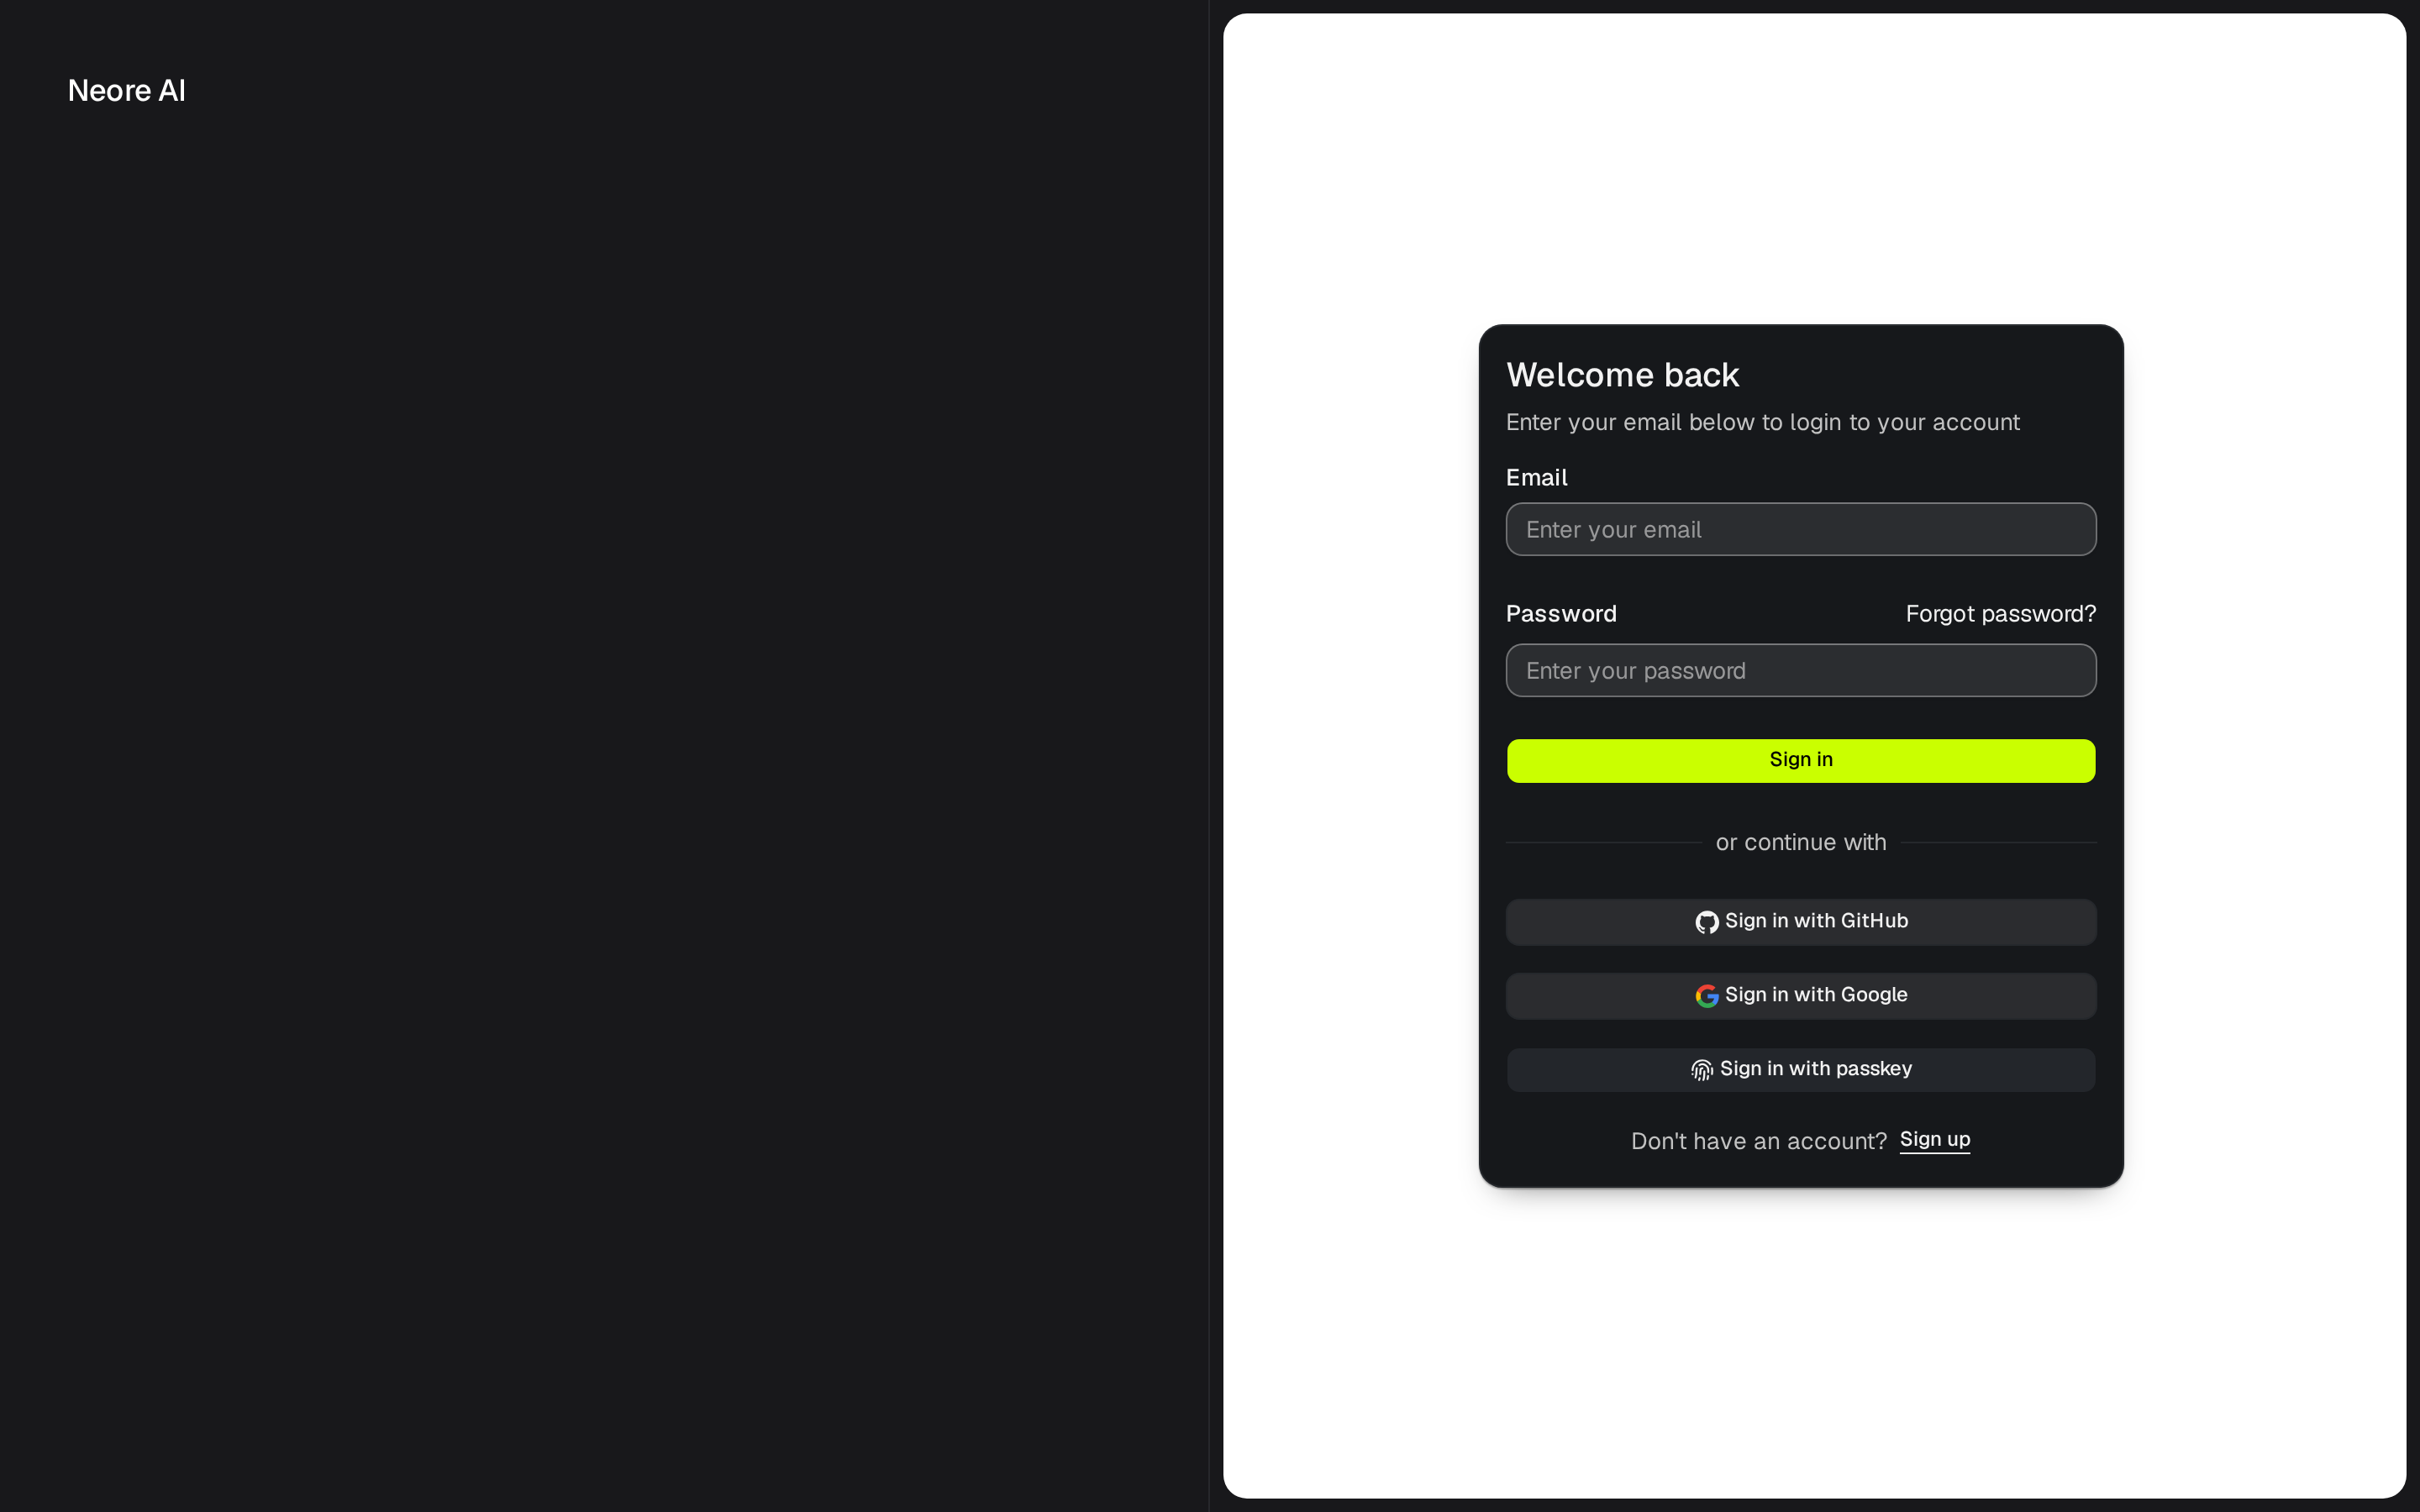 Neore AI
Welcome back
Enter your email below to login to your account
Email
Enter your email
Password Forgot password?
Enter your password
Sign in
or continue with
Sign in with GitHub
Sign in with Google
Sign in with passkey
Don't have an account? Sign up